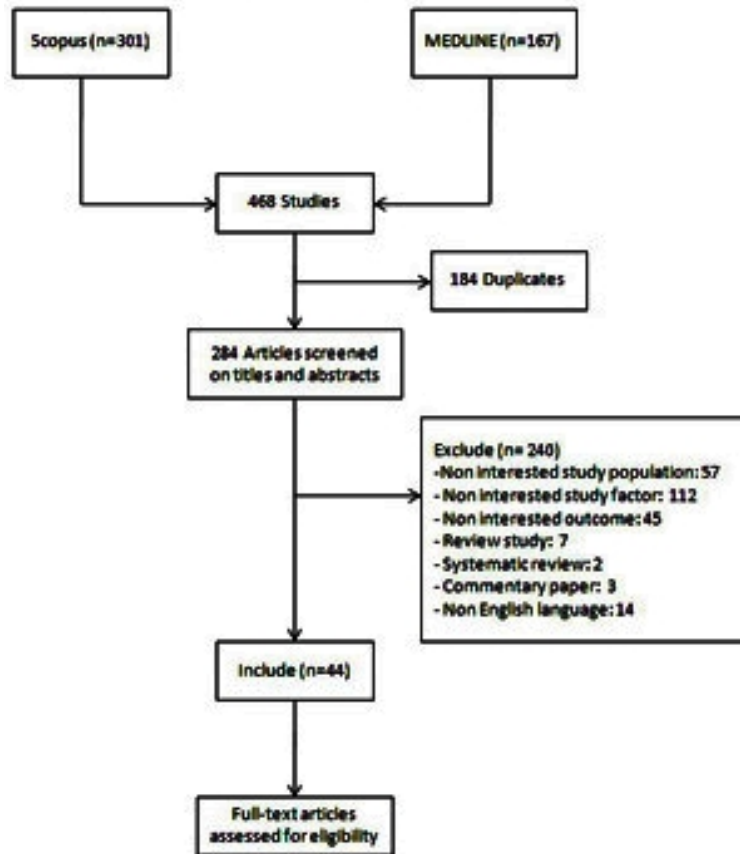 Scopus (n=301)
MEDLINE (n=167)
468 Studies
184 Duplicates
284 Articles screened
on titles and abstracts
Exclude (n= 240)
-Non interested study population: 57
- Non interested study factor: 112
- Non interested outcome: 45
- Review study: 7
- Systematic review: 2
- Commentary paper: 3
- Non English language: 14
Include (n=44)
Full-text articles
assessed for eligibility